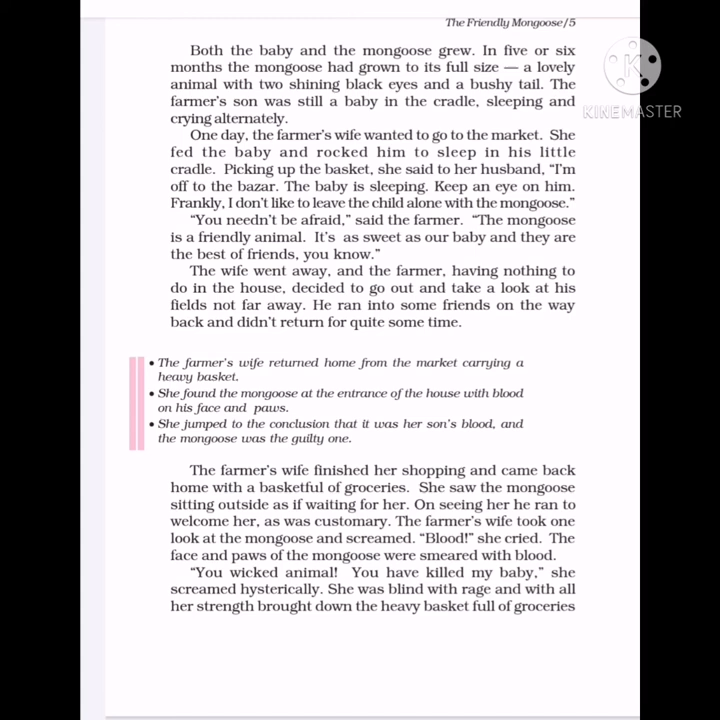 The Friendly Mongoose/5
Both the baby and the mongoose grew. In five or six
months the mongoose had grown to its full size — a lovely
animal with two shining black eyes and a bushy tail. The
farmer's son was still a baby in the cradle, sleeping and
crying alternately.
One day, the farmer's wife wanted to go to the market. She
fed the baby and rocked him to sleep in his little
cradle. Picking up the basket, she said to her husband, “I'm
off to the bazar. The baby is sleeping. Keep an eye on him.
Frankly, I don't like to leave the child alone with the mongoose.”
“You needn't be afraid,” said the farmer. “The mongoose
is a friendly animal. It's as sweet as our baby and they are
the best of friends, you know.”
The wife went away, and the farmer, having nothing to
do in the house, decided to go out and take a look at his
fields not far away. He ran into some friends on the way
back and didn't return for quite some time.
• The farmer's wife returned home from the market carrying a
heavy basket.
• She found the mongoose at the entrance of the house with blood
on his face and paws.
• She jumped to the conclusion that it was her son's blood, and
the mongoose was the guilty one.
The farmer's wife finished her shopping and came back
home with a basketful of groceries. She saw the mongoose
sitting outside as if waiting for her. On seeing her he ran to
welcome her, as was customary. The farmer's wife took one
look at the mongoose and screamed. “Blood!” she cried. The
face and paws of the mongoose were smeared with blood.
“You wicked animal! You have killed my baby,” she
screamed hysterically. She was blind with rage and with all
her strength brought down the heavy basket full of groceries
K
KINEMASTER